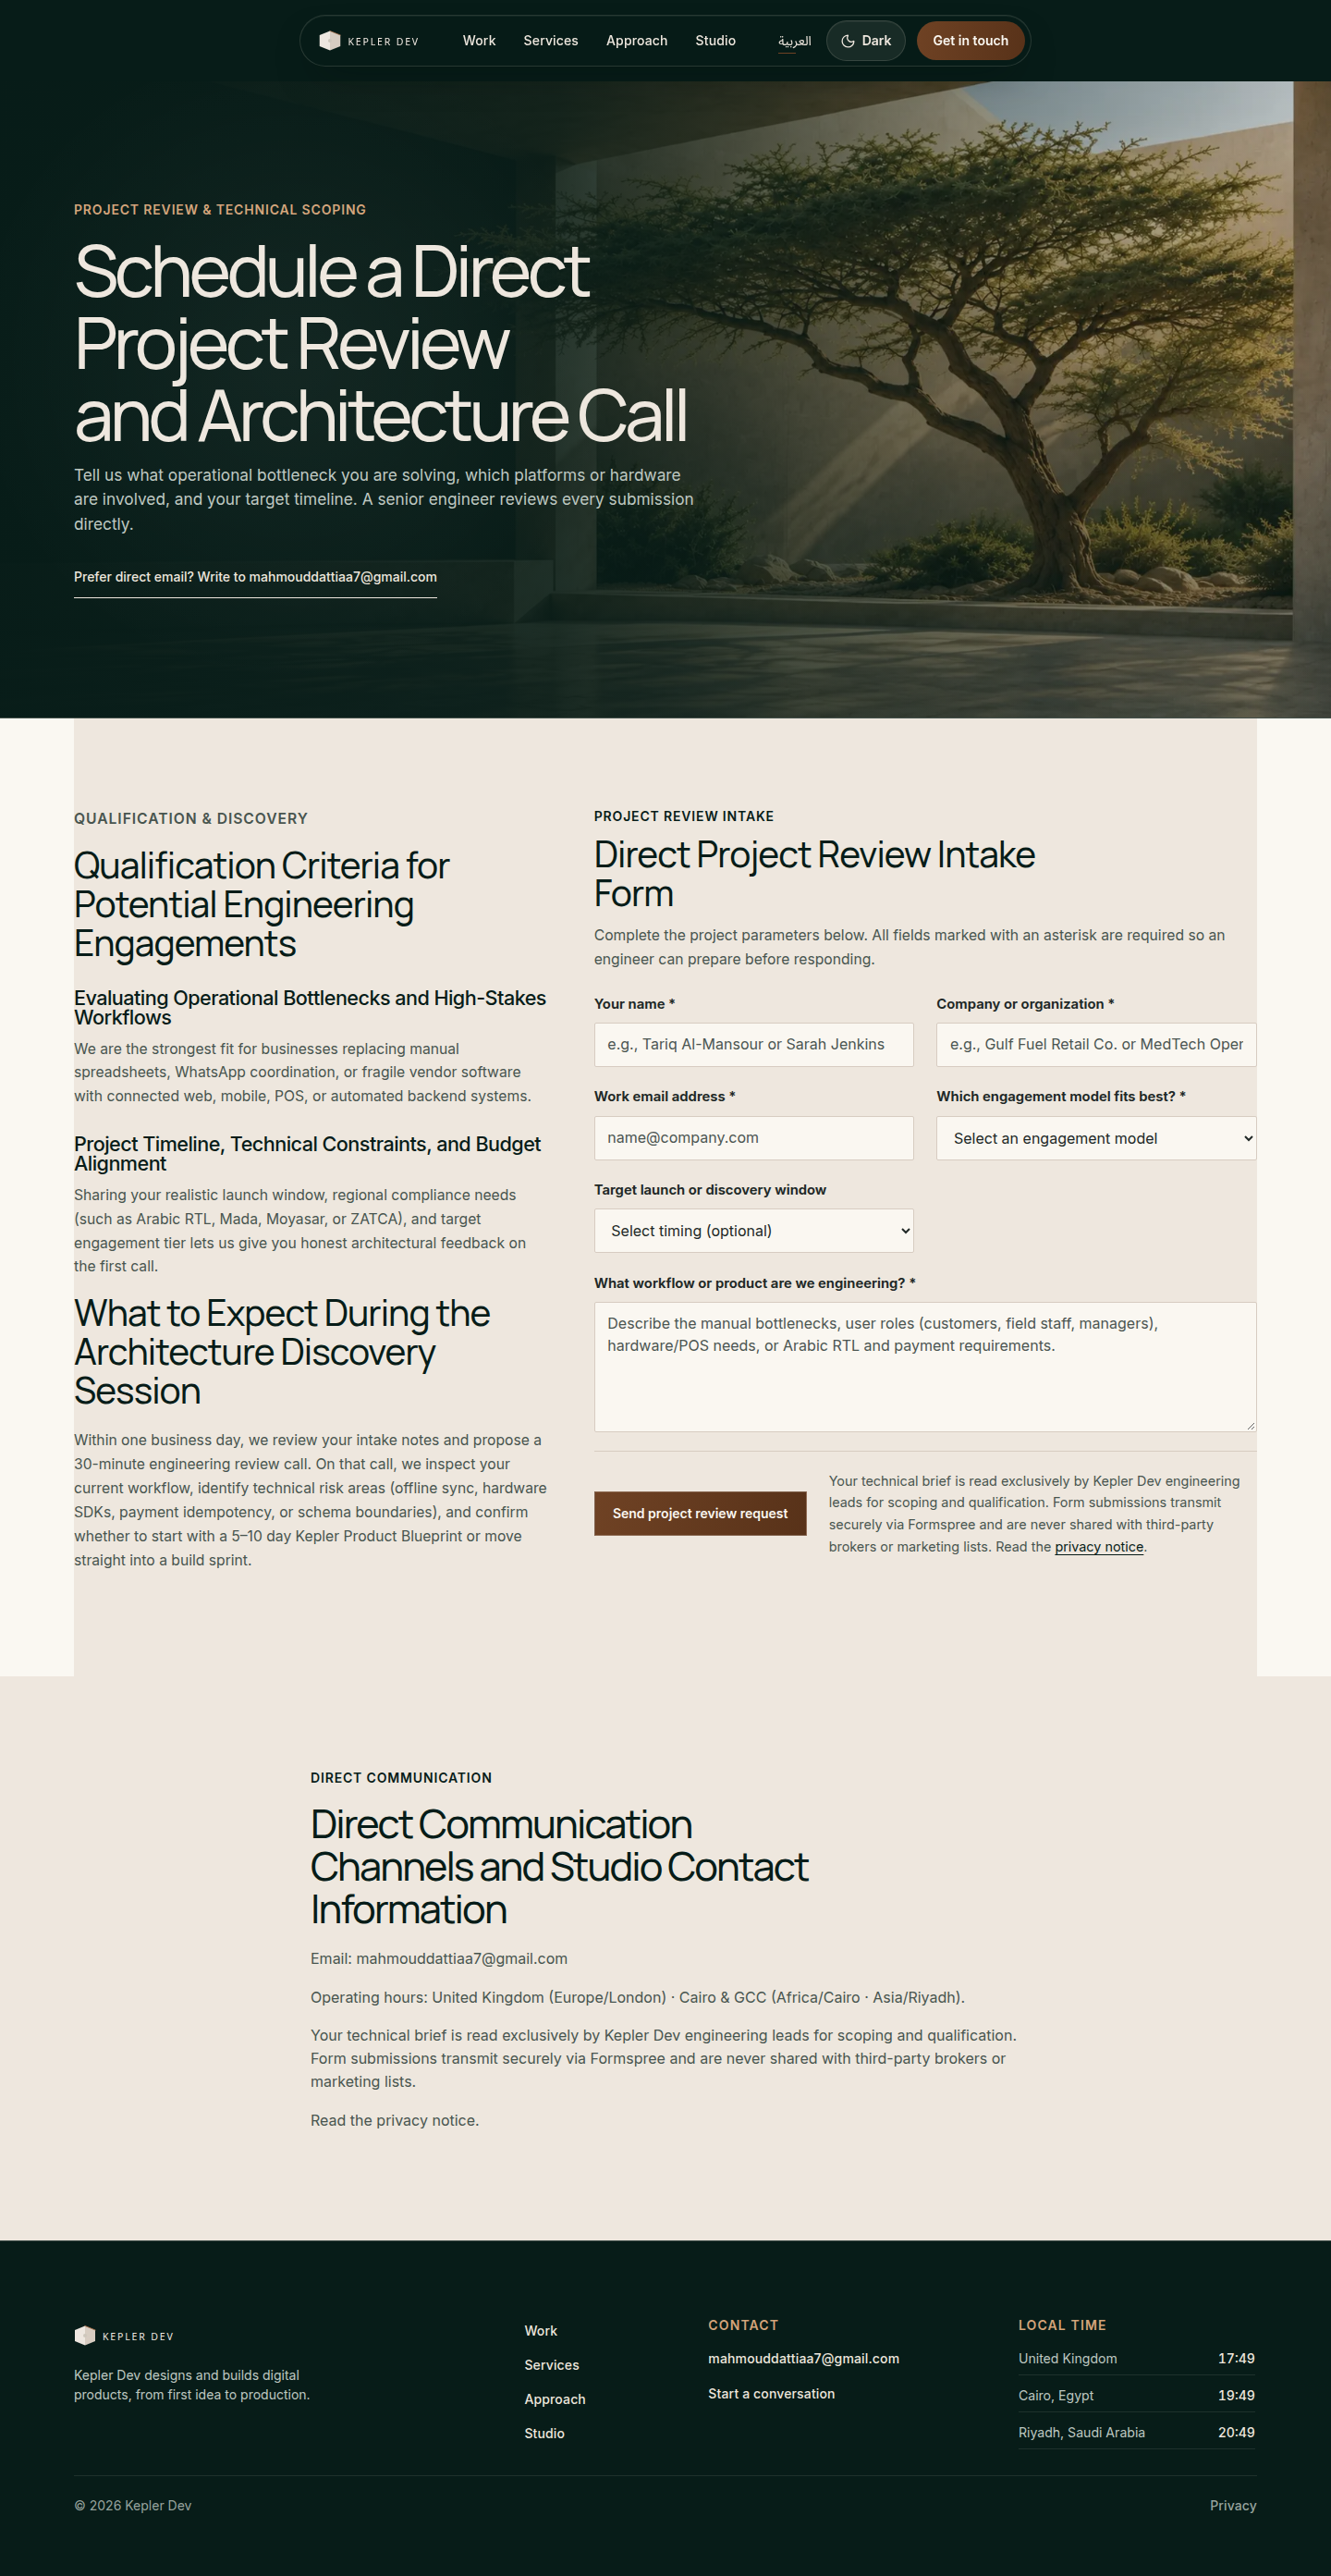 KEPLER DEV
Work
Services
Approach
Studio
العربية
Dark
Get in touch
PROJECT REVIEW & TECHNICAL SCOPING
Schedule a Direct
Project Review
and Architecture Call
Tell us what operational bottleneck you are solving, which platforms or hardware
are involved, and your target timeline. A senior engineer reviews every submission
directly.
Prefer direct email? Write to mahmouddattiaa7@gmail.com
QUALIFICATION & DISCOVERY
Qualification Criteria for
Potential Engineering
Engagements
Evaluating Operational Bottlenecks and High-Stakes
Workflows
We are the strongest fit for businesses replacing manual
spreadsheets, WhatsApp coordination, or fragile vendor software
with connected web, mobile, POS, or automated backend systems.
Project Timeline, Technical Constraints, and Budget
Alignment
Sharing your realistic launch window, regional compliance needs
(such as Arabic RTL, Mada, Moyasar, or ZATCA), and target
engagement tier lets us give you honest architectural feedback on
the first call.
What to Expect During the
Architecture Discovery
Session
Within one business day, we review your intake notes and propose a
30-minute engineering review call. On that call, we inspect your
current workflow, identify technical risk areas (offline sync, hardware
SDKs, payment idempotency, or schema boundaries), and confirm
whether to start with a 5–10 day Kepler Product Blueprint or move
straight into a build sprint.
PROJECT REVIEW INTAKE
Direct Project Review Intake
Form
Complete the project parameters below. All fields marked with an asterisk are required so an
engineer can prepare before responding.
Your name *
e.g., Tariq Al-Mansour or Sarah Jenkins
Company or organization *
e.g., Gulf Fuel Retail Co. or MedTech Oper
Work email address *
name@company.com
Which engagement model fits best? *
Select an engagement model
Target launch or discovery window
Select timing (optional)
What workflow or product are we engineering? *
Describe the manual bottlenecks, user roles (customers, field staff, managers),
hardware/POS needs, or Arabic RTL and payment requirements.
Send project review request
Your technical brief is read exclusively by Kepler Dev engineering
leads for scoping and qualification. Form submissions transmit
securely via Formspree and are never shared with third-party
brokers or marketing lists. Read the privacy notice.
DIRECT COMMUNICATION
Direct Communication
Channels and Studio Contact
Information
Email: mahmouddattiaa7@gmail.com
Operating hours: United Kingdom (Europe/London) · Cairo & GCC (Africa/Cairo · Asia/Riyadh).
Your technical brief is read exclusively by Kepler Dev engineering leads for scoping and qualification.
Form submissions transmit securely via Formspree and are never shared with third-party brokers or
marketing lists.
Read the privacy notice.
KEPLER DEV
Kepler Dev designs and builds digital
products, from first idea to production.
Work
Services
Approach
Studio
CONTACT
mahmouddattiaa7@gmail.com
Start a conversation
LOCAL TIME
United Kingdom 17:49
Cairo, Egypt 19:49
Riyadh, Saudi Arabia 20:49
© 2026 Kepler Dev
Privacy